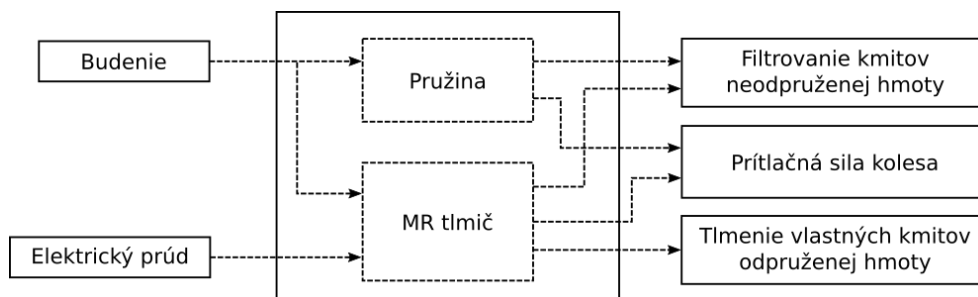 Budenie
Elektrický prúd
Pružina
MR tlmič
Filtrovanie kmitov
neodpruženej hmoty
Prítlačná sila kolesa
Tlmenie vlastných kmitov
odpruženej hmoty